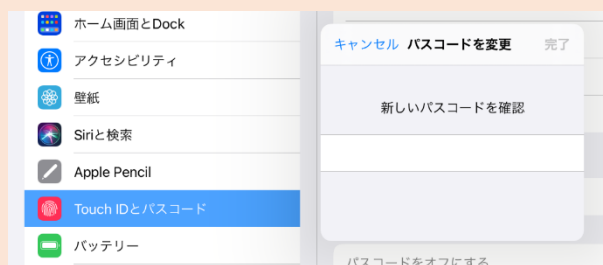 ホーム画面とDock
アクセシビリティ
壁紙
Siriと検索
Apple Pencil
Touch IDとパスコード
バッテリー
キャンセル パスコードを変更 完了
新しいパスコードを確認
パスコードをオフにする